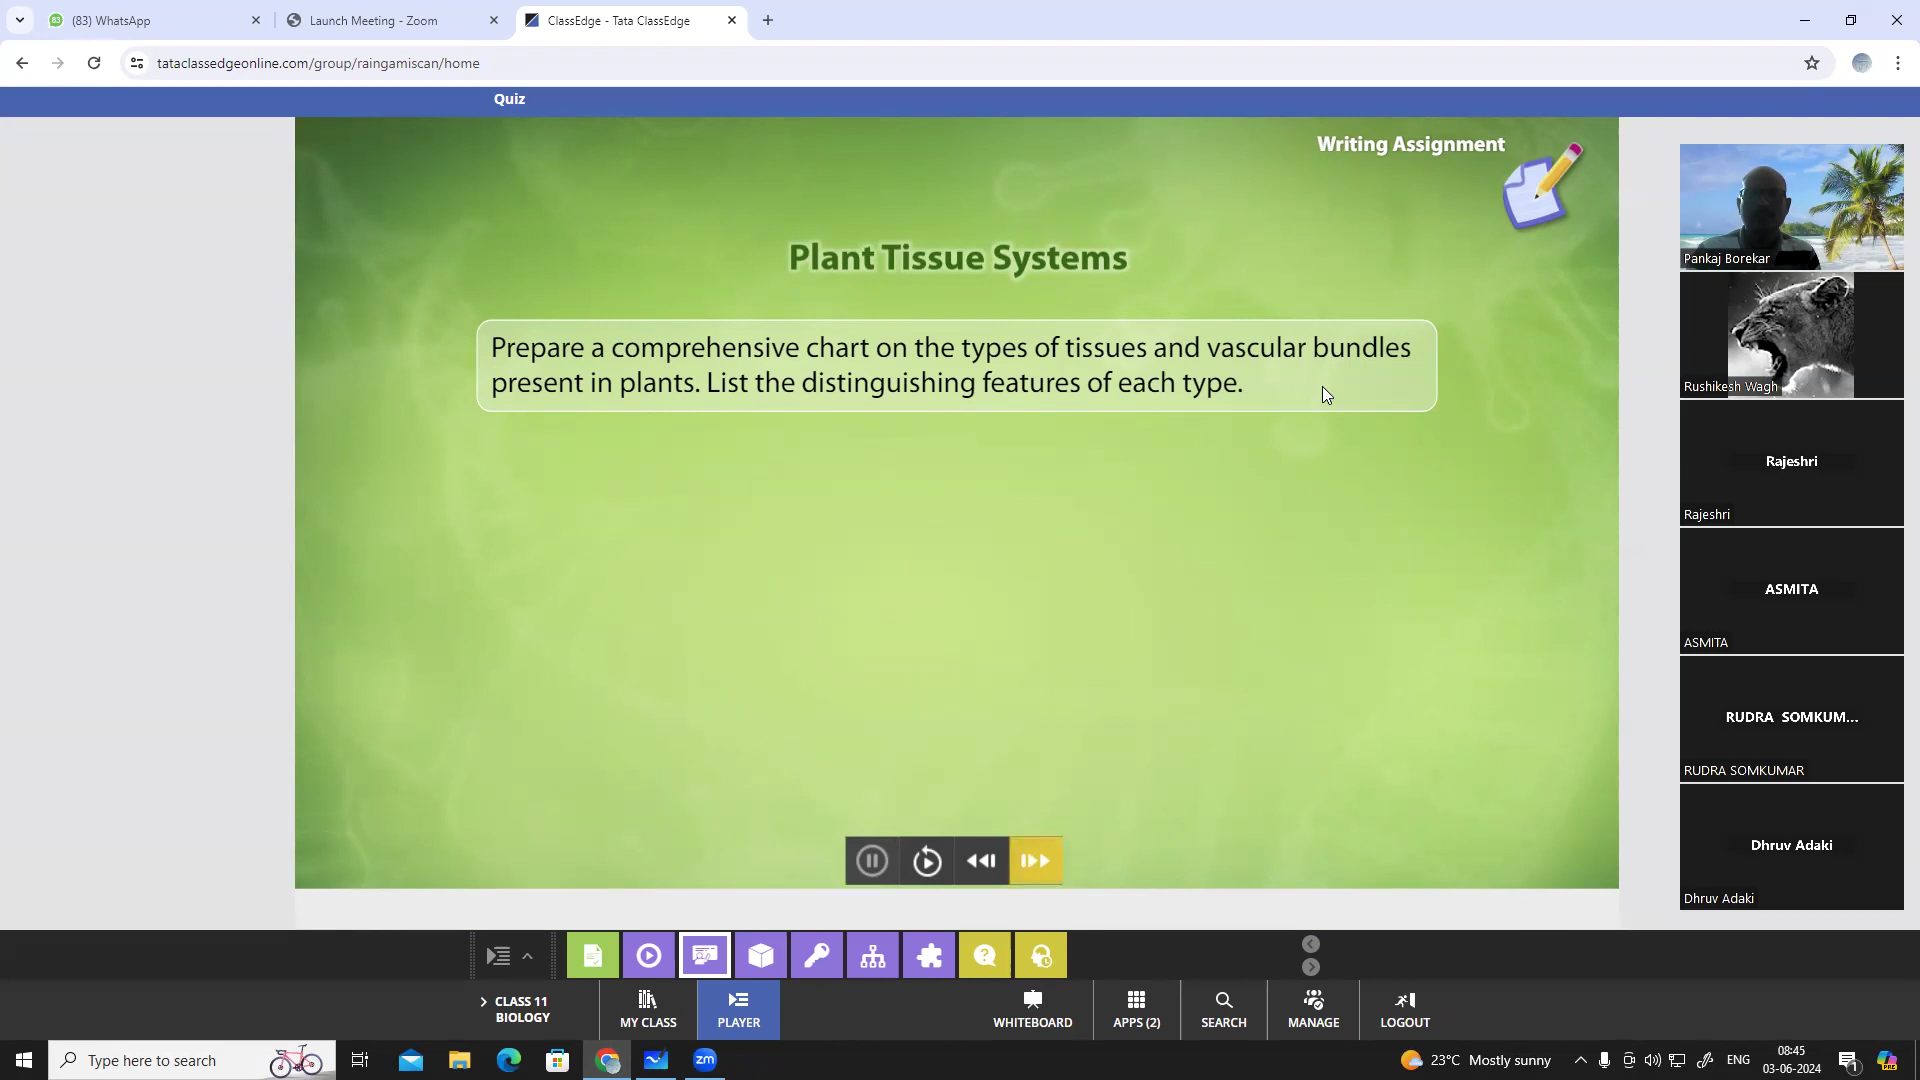 (83) WhatsApp
Launch Meeting - Zoom
ClassEdge - Tata ClassEdge
tataclassedgeonline.com/group/raingamiscan/home
Quiz
Writing Assignment
Plant Tissue Systems
Prepare a comprehensive chart on the types of tissues and vascular bundles
present in plants. List the distinguishing features of each type.
Pankaj Borekar
Rushikesh Wagh
Rajeshri
Rajeshri
ASMITA
ASMITA
RUDRA SOMKUM...
RUDRA SOMKUMAR
Dhruv Adaki
Dhruv Adaki
CLASS 11
BIOLOGY
MY CLASS
PLAYER
WHITEBOARD
APPS (2)
SEARCH
MANAGE
LOGOUT
Type here to search
zm
23°C Mostly sunny
ENG
08:45
03-06-2024
1